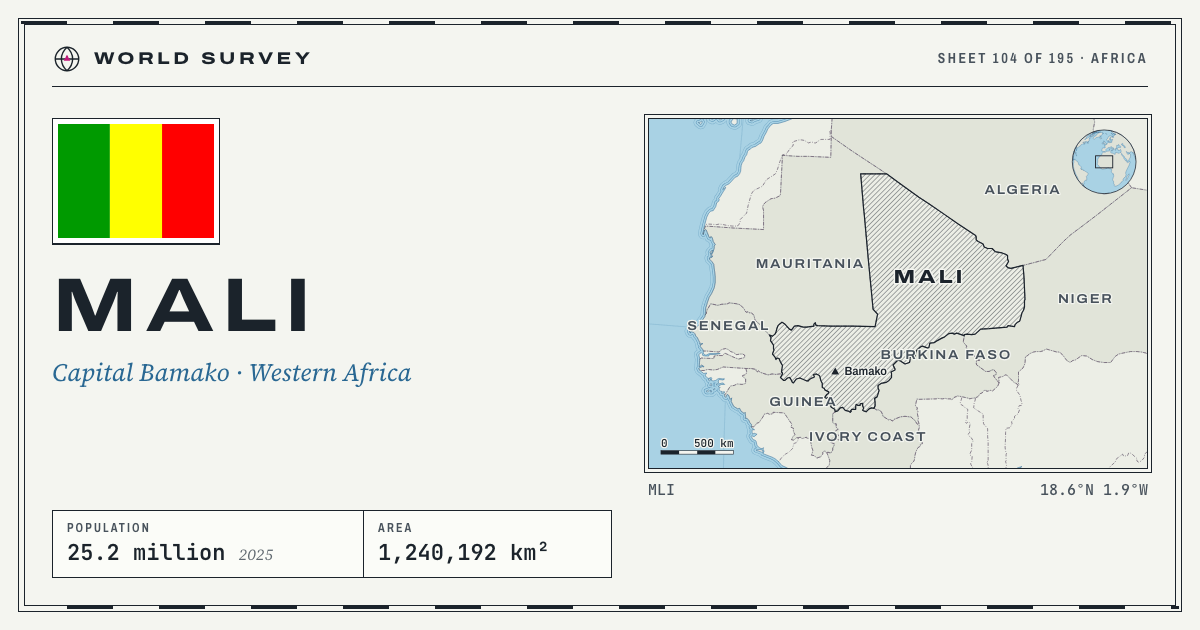 WORLD SURVEY
SHEET 104 OF 195 · AFRICA
MALI
Capital Bamako · Western Africa
ALGERIA
MAURITANIA
MALI
NIGER
SENEGAL
BURKINA FASO
Bamako
GUINEA
IVORY COAST
0 500 km
MLI
18.6°N 1.9°W
POPULATION
25.2 million 2025
AREA
1,240,192 km²